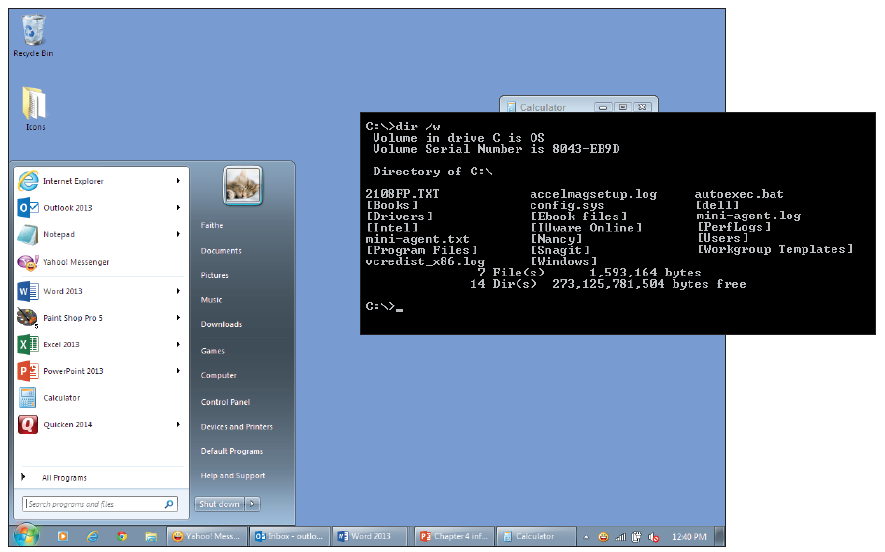 Recycle Bin
Icons
Calculator
C:\>dir /w
Volume in drive C is OS
Volume Serial Number is 8043-EB9D
Directory of C:\
2108FP.TXT accelmagsetup.log autoexec.bat
[Books] config.sys [dell]
[Drivers] [Ebook files] mini-agent.log
[Intel] [IUware Online] [PerfLogs]
mini-agent.txt [Nancy] [Users]
[Program Files] [Snagit] [Workgroup Templates]
vcredist_x86.log [Windows]
7 File(s) 1,593,164 bytes
14 Dir(s) 273,125,781,504 bytes free
C:\>_
Internet Explorer
Outlook 2013
Notepad
Yahoo! Messenger
Word 2013
Paint Shop Pro 5
Excel 2013
PowerPoint 2013
Calculator
Quicken 2014
All Programs
Search programs and files
Faithe
Documents
Pictures
Music
Downloads
Games
Computer
Control Panel
Devices and Printers
Default Programs
Help and Support
Shut down
Yahoo! Mess... Inbox - outlo... Word 2013 Chapter 4 inf... Calculator 12:40 PM